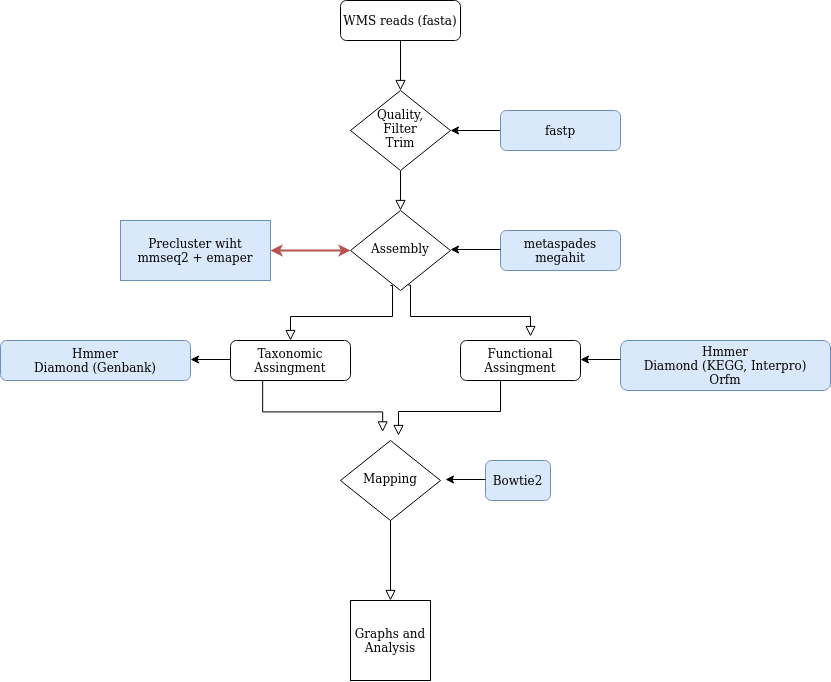 WMS reads (fasta)
Quality,
Filter
Trim
fastp
Precluster wiht
mmseq2 + emaper
Assembly
metaspades
megahit
Hmmer
Diamond (Genbank)
Taxonomic
Assingment
Functional
Assingment
Hmmer
Diamond (KEGG, Interpro)
Orfm
Mapping
Bowtie2
Graphs and
Analysis